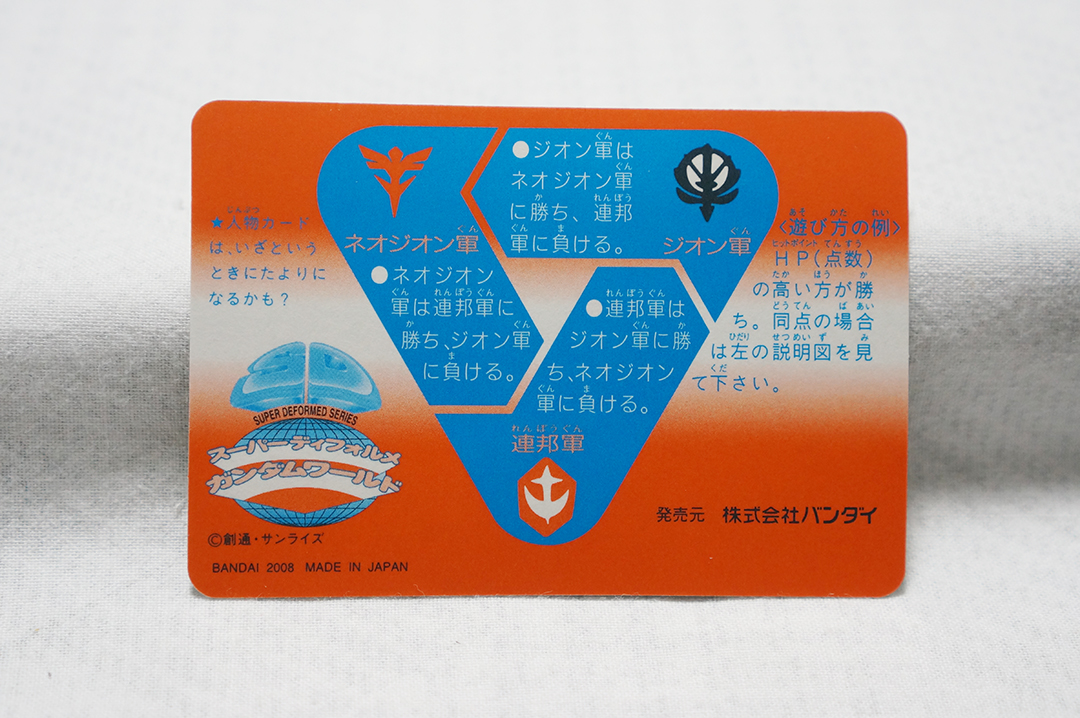 ★人物カード
は、いざという
ときにたよりに
なるかも？
ネオジオン軍
●ネオジオン
軍は連邦軍に
勝ち、ジオン軍
に負ける。
●ジオン軍は
ネオジオン軍
に勝ち、連邦
軍に負ける。
ジオン軍
●連邦軍は
ジオン軍に勝
ち、ネオジオン
軍に負ける。
連邦軍
〈遊び方の例〉
HP(点数)
の高い方が勝
ち。同点の場合
は左の説明図を見
て下さい。
SUPER DEFORMED SERIES
スーパーディフォルメ
ガンダムワールド
©創通・サンライズ
BANDAI 2008 MADE IN JAPAN
発売元 株式会社バンダイ